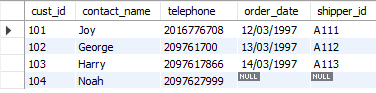 cust_id contact_name telephone order_date shipper_id
101 Joy 2016776708 12/03/1997 A111
102 George 209761700 13/03/1997 A112
103 Harry 2097617866 14/03/1997 A113
104 Noah 2097627999 NULL NULL